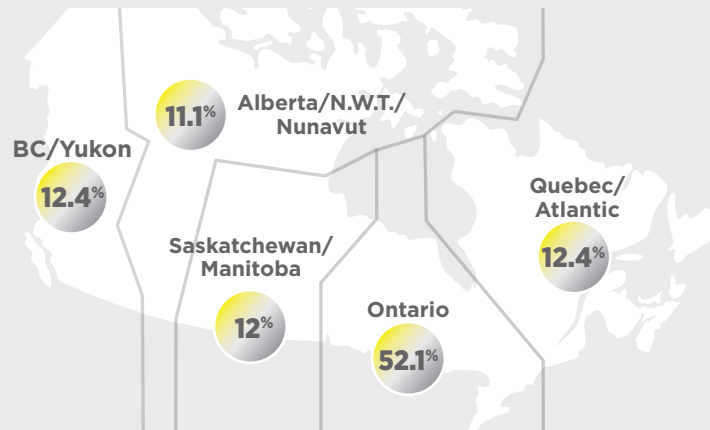 11.1%
Alberta/N.W.T./
Nunavut
BC/Yukon
12.4%
Quebec/
Atlantic
12.4%
Saskatchewan/
Manitoba
12%
Ontario
52.1%